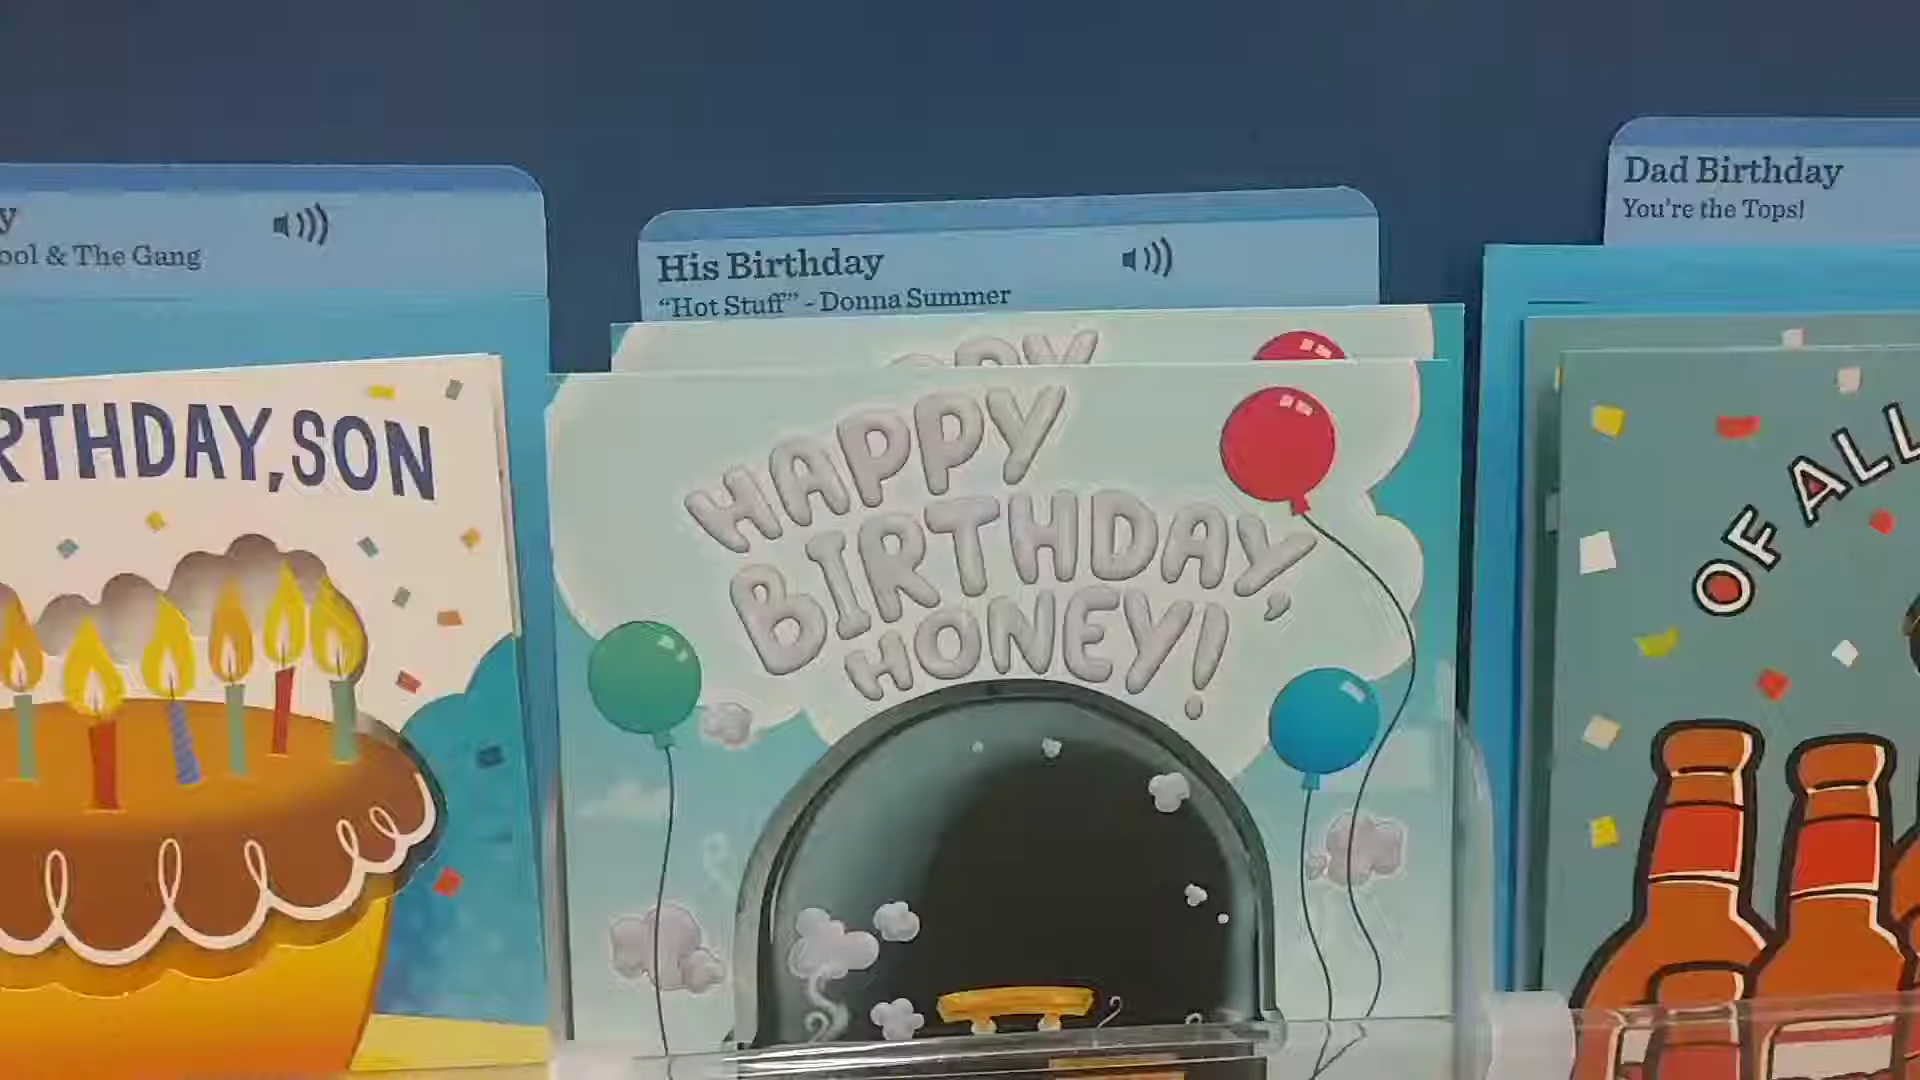 ool & The Gang
RTHDAY, SON
His Birthday
“Hot Stuff” - Donna Summer
HAPPY
BIRTHDAY,
HONEY!
Dad Birthday
You're the Tops!
OF ALL